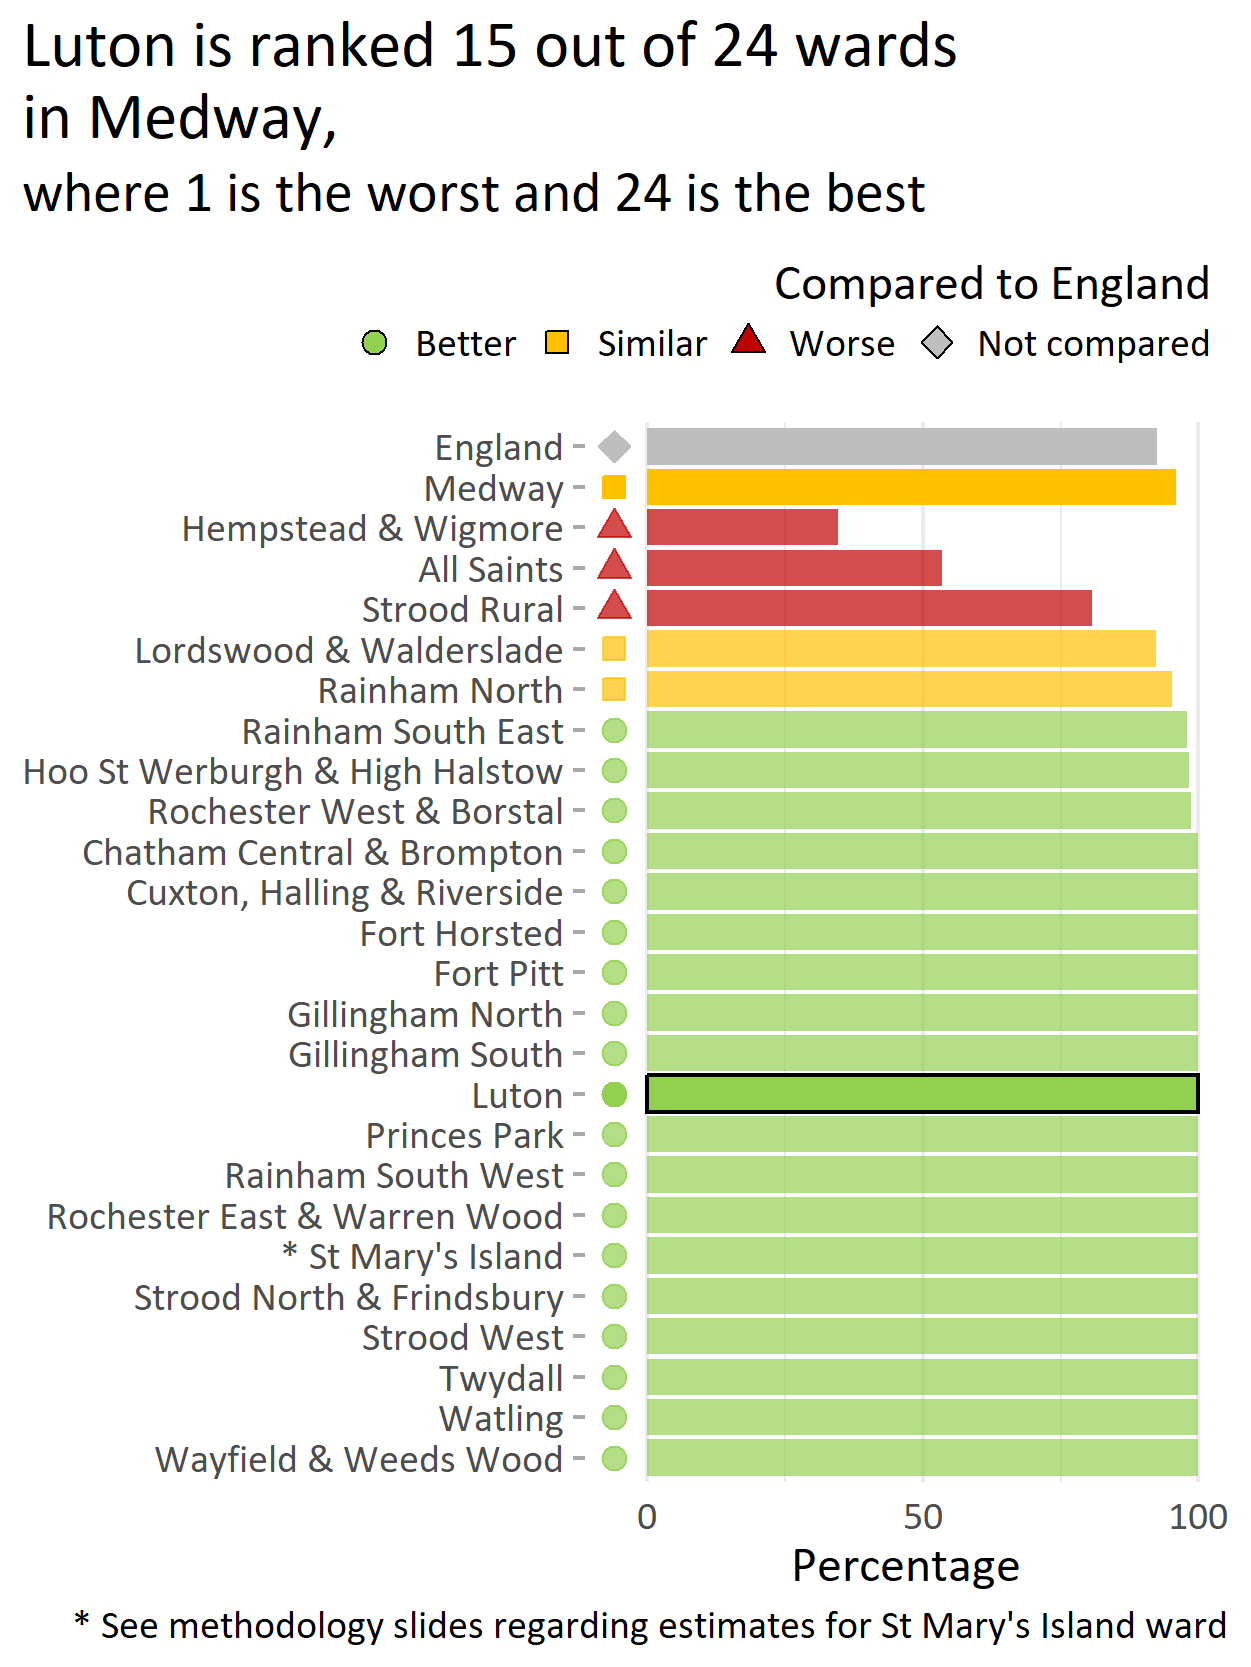 Luton is ranked 15 out of 24 wards
in Medway,
where 1 is the worst and 24 is the best
Compared to England
Better Similar Worse Not compared
England
Medway
Hempstead & Wigmore
All Saints
Strood Rural
Lordswood & Walderslade
Rainham North
Rainham South East
Hoo St Werburgh & High Halstow
Rochester West & Borstal
Chatham Central & Brompton
Cuxton, Halling & Riverside
Fort Horsted
Fort Pitt
Gillingham North
Gillingham South
Luton
Princes Park
Rainham South West
Rochester East & Warren Wood
* St Mary's Island
Strood North & Frindsbury
Strood West
Twydall
Watling
Wayfield & Weeds Wood
0 50 100
Percentage
* See methodology slides regarding estimates for St Mary's Island ward